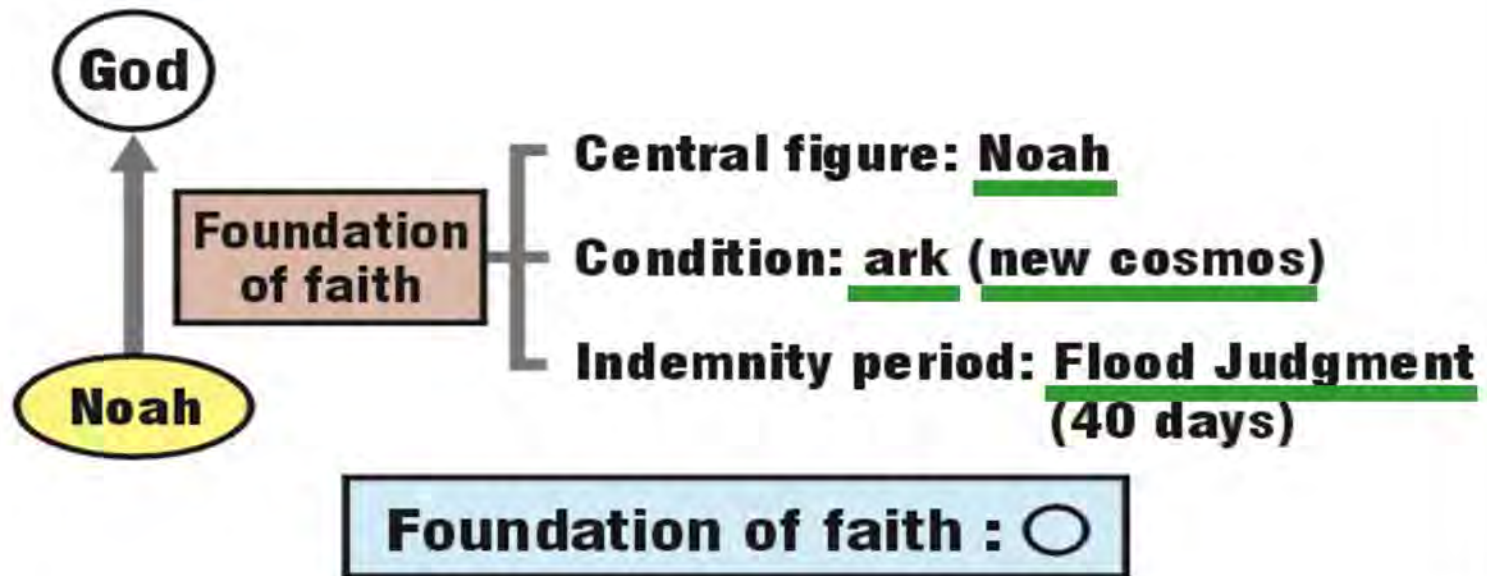 God
Central figure: Noah
Foundation
of faith
Condition: ark (new cosmos)
Indemnity period: Flood Judgment
(40 days)
Noah
Foundation of faith : ○